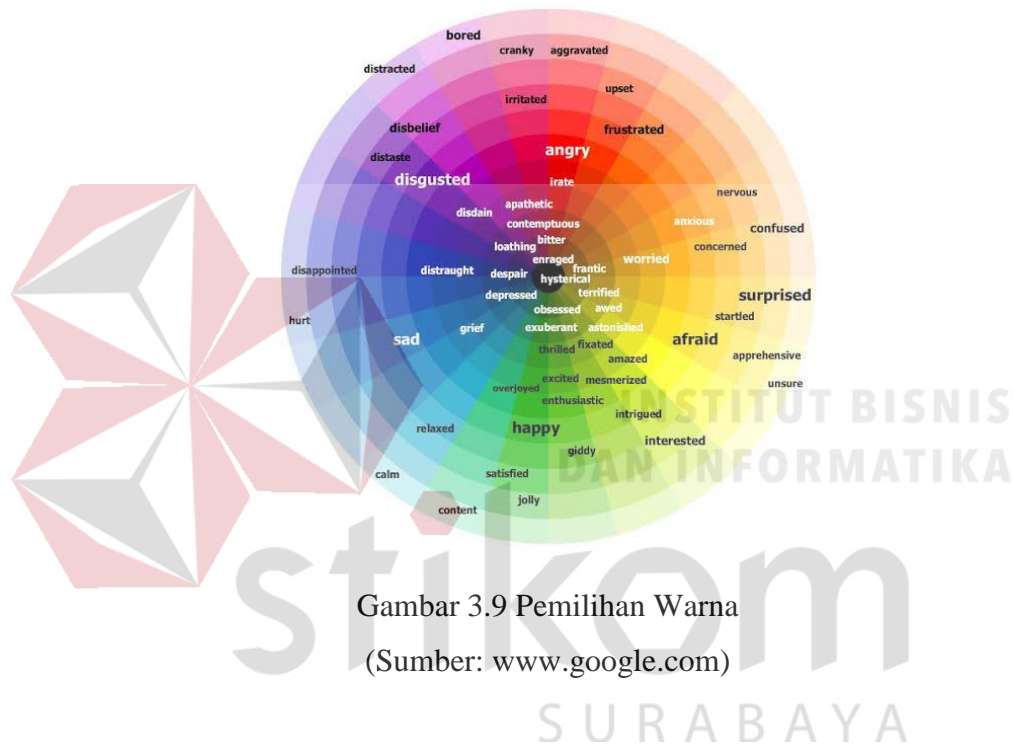 bored
cranky aggravated
distracted
upset
irritated
disbelief frustrated
angry
distaste
disgusted irate
nervous
apathetic
disdain
contemptuous anxious
confused
bitter
loathing concerned
enraged worried
disappointed distraught despair frantic
hysterical
depressed terrified surprised
obsessed awed
hurt startled
grief exuberant astonished
sad thrilled fixated afraid
amazed apprehensive
excited mesmerized unsure
overjoyed
enthusiastic
intrigued INSTITUT BISNIS
relaxed happy
interested
giddy
calm satisfied DAN INFORMATIKA
jolly
content
stikom
Gambar 3.9 Pemilihan Warna
(Sumber: www.google.com)
SURABAYA